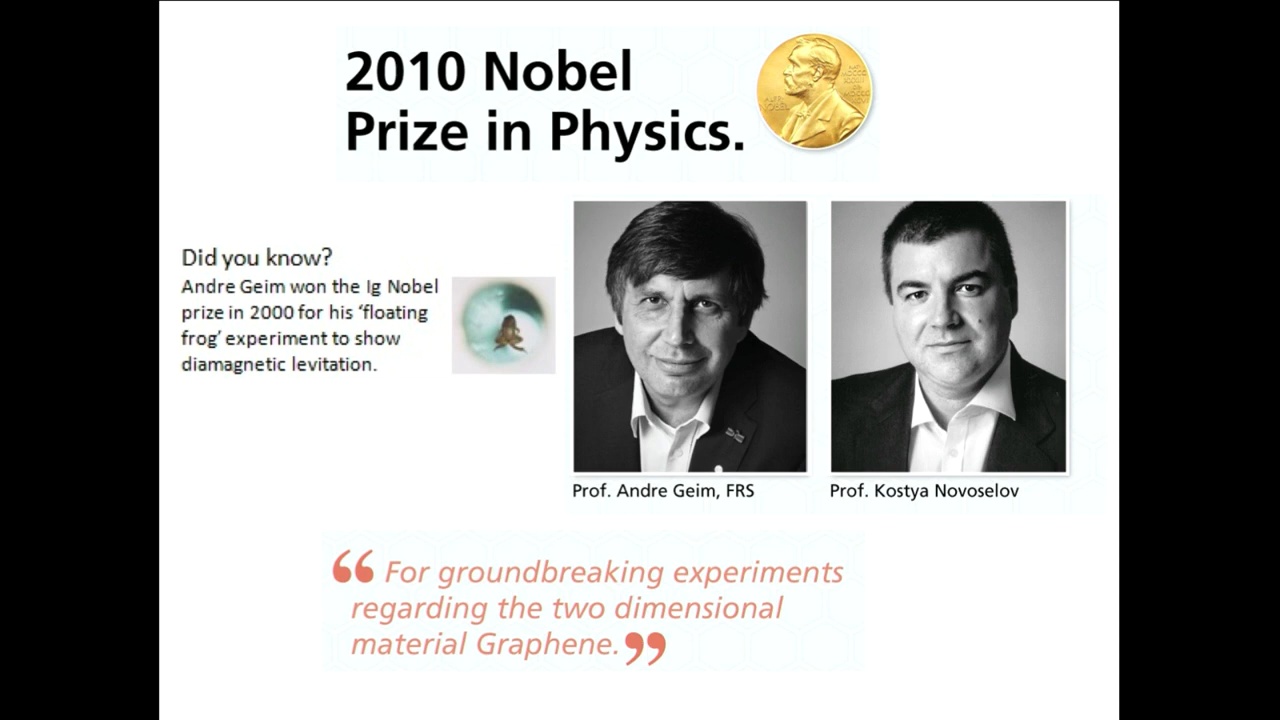 2010 Nobel
Prize in Physics.
Did you know?
Andre Geim won the Ig Nobel
prize in 2000 for his ‘floating
frog’ experiment to show
diamagnetic levitation.
Prof. Andre Geim, FRS
Prof. Kostya Novoselov
“For groundbreaking experiments
regarding the two dimensional
material Graphene.”